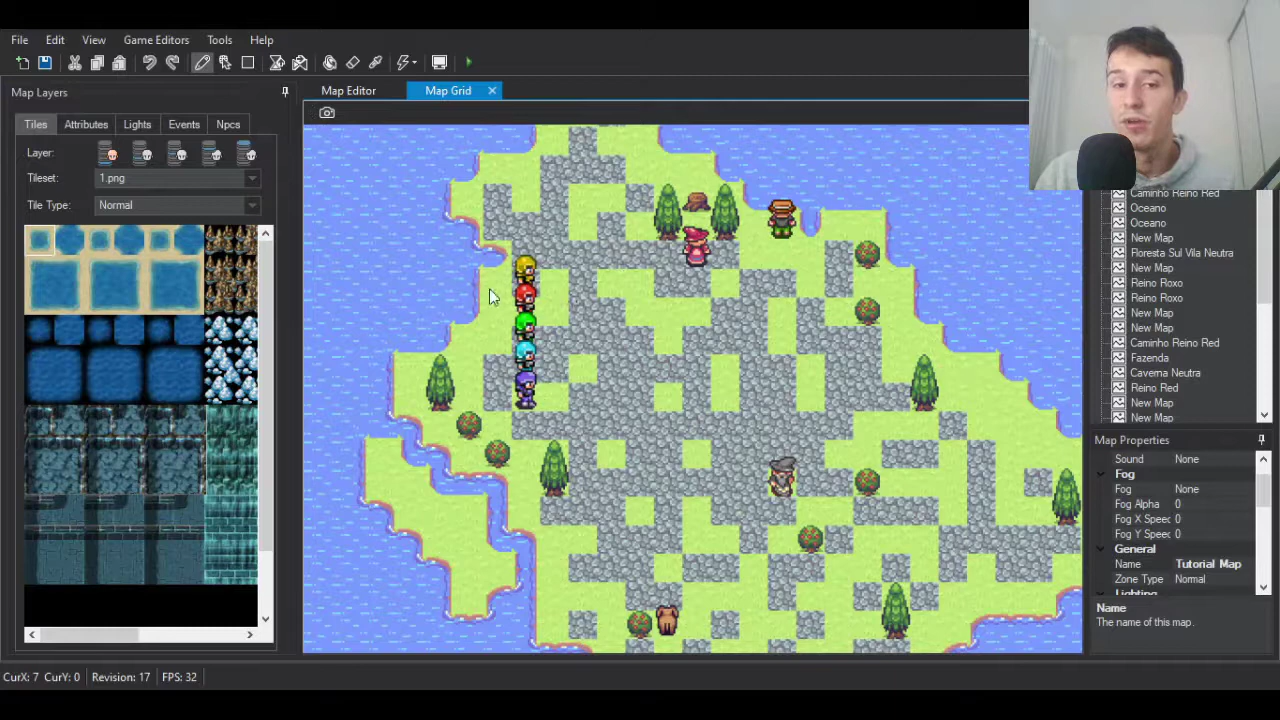 File Edit View Game Editors Tools Help
Map Layers
Map Editor Map Grid
Tiles Attributes Lights Events Npcs
Layer:
Tileset: 1.png
Tile Type: Normal
Caminho Reino Red
Oceano
Oceano
New Map
Floresta Sul Vila Neutra
New Map
Reino Roxo
Reino Roxo
New Map
New Map
Caminho Reino Red
Fazenda
Caverna Neutra
Reino Red
New Map
New Map
Map Properties
Sound None
Fog
Fog None
Fog Alpha 0
Fog X Speec 0
Fog Y Speec 0
General
Name Tutorial Map
Zone Type Normal
Lighting
Name
The name of this map.
CurX: 7 CurY: 0 Revision: 17 FPS: 32